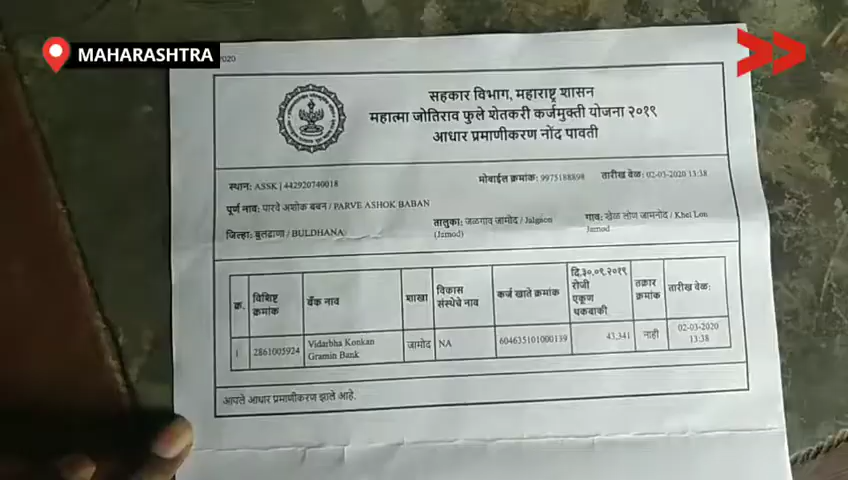 MAHARASHTRA
2020
सहकार विभाग, महाराष्ट्र शासन
महात्मा जोतिराव फुले शेतकरी कर्जमुक्ती योजना २०१९
आधार प्रमाणीकरण नोंद पावती
स्थान: ASSK | 442920740018 मोबाईल क्रमांक: 9975188898 तारीख वेळ: 02-03-2020 13:38
पूर्ण नाव: पारवे अशोक बबन / PARVE ASHOK BABAN
जिल्हा: बुलढाणा / BULDHANA तालुका: जळगाव जामोद / Jalgaon (Jamod) गाव: खेळ लोण जामनोद / Khel Lon Jamod
क्र. विशिष्ट क्रमांक बँक नाव शाखा विकास संस्थेचे नाव कर्ज खाते क्रमांक दि.३०.०९.२०१९ रोजी एकूण थकबाकी तक्रार क्रमांक तारीख वेळ:
1 2861005924 Vidarbha Konkan Gramin Bank जामोद NA 604635101000139 43,341 नाही 02-03-2020 13:38
आपले आधार प्रमाणीकरण झाले आहे.